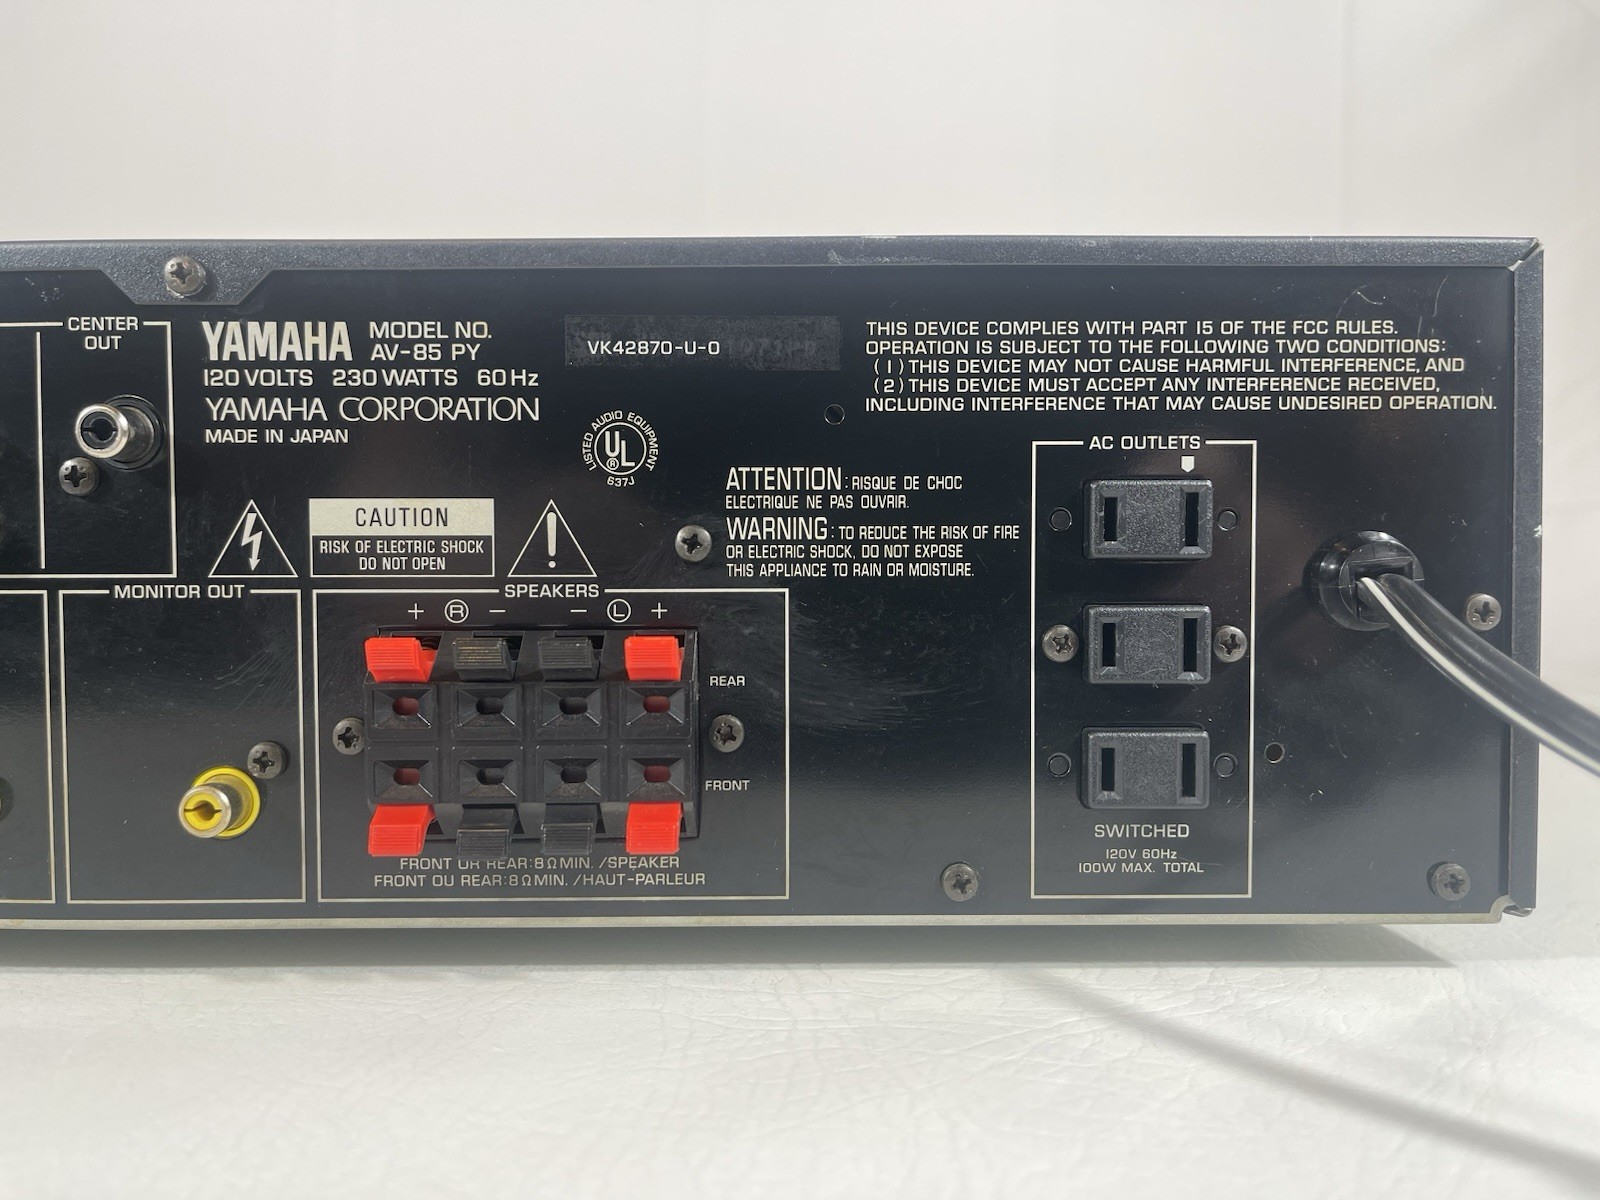 CENTER
OUT
YAMAHA MODEL NO.
AV-85 PY
120 VOLTS 230 WATTS 60 Hz
YAMAHA CORPORATION
MADE IN JAPAN
VK42870-U-0
THIS DEVICE COMPLIES WITH PART 15 OF THE FCC RULES.
OPERATION IS SUBJECT TO THE FOLLOWING TWO CONDITIONS:
(1) THIS DEVICE MAY NOT CAUSE HARMFUL INTERFERENCE, AND
(2) THIS DEVICE MUST ACCEPT ANY INTERFERENCE RECEIVED,
INCLUDING INTERFERENCE THAT MAY CAUSE UNDESIRED OPERATION.
LISTED AUDIO EQUIPMENT
UL
®
637J
ATTENTION: RISQUE DE CHOC
ELECTRIQUE NE PAS OUVRIR.
WARNING: TO REDUCE THE RISK OF FIRE
OR ELECTRIC SHOCK, DO NOT EXPOSE
THIS APPLIANCE TO RAIN OR MOISTURE.
CAUTION
RISK OF ELECTRIC SHOCK
DO NOT OPEN
MONITOR OUT
SPEAKERS
+ Ⓡ - - Ⓛ +
REAR
FRONT
FRONT OR REAR:8ΩMIN. /SPEAKER
FRONT OU REAR:8ΩMIN. /HAUT-PARLEUR
AC OUTLETS
SWITCHED
120V 60Hz
100W MAX. TOTAL